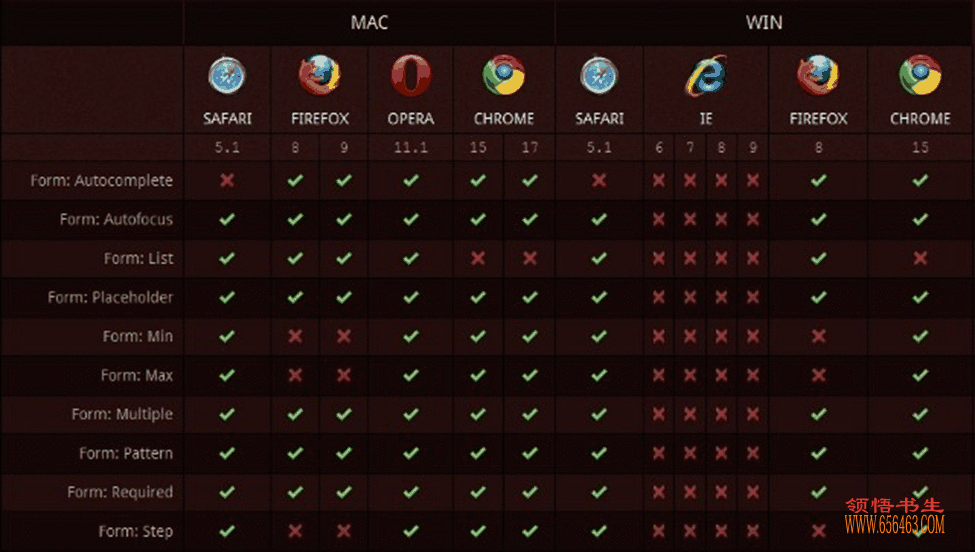 MAC WIN
SAFARI FIREFOX OPERA CHROME SAFARI IE FIREFOX CHROME
5.1 8 9 11.1 15 17 5.1 6 7 8 9 8 15
Form: Autocomplete
Form: Autofocus
Form: List
Form: Placeholder
Form: Min
Form: Max
Form: Multiple
Form: Pattern
Form: Required
Form: Step
领悟书生
WWW.656463.COM